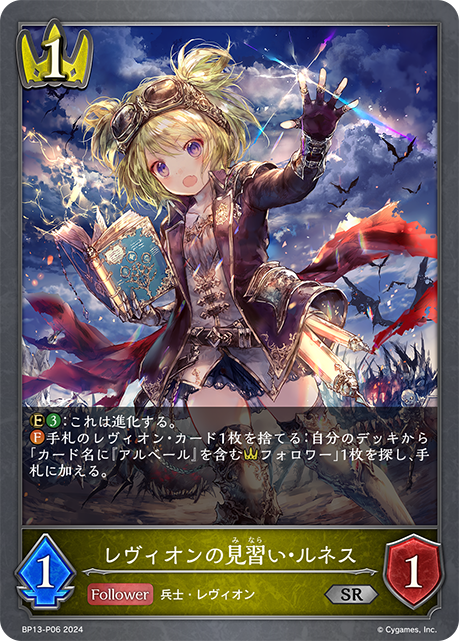 1
E 3:これは進化する。
F 手札のレヴィオン・カード1枚を捨てる:自分のデッキから
「カード名に『アルベール』を含むフォロワー」1枚を探し、手
札に加える。
みなら
レヴィオンの見習い・ルネス
1
Follower 兵士・レヴィオン
SR
1
BP13-P06 2024
© Cygames, Inc.